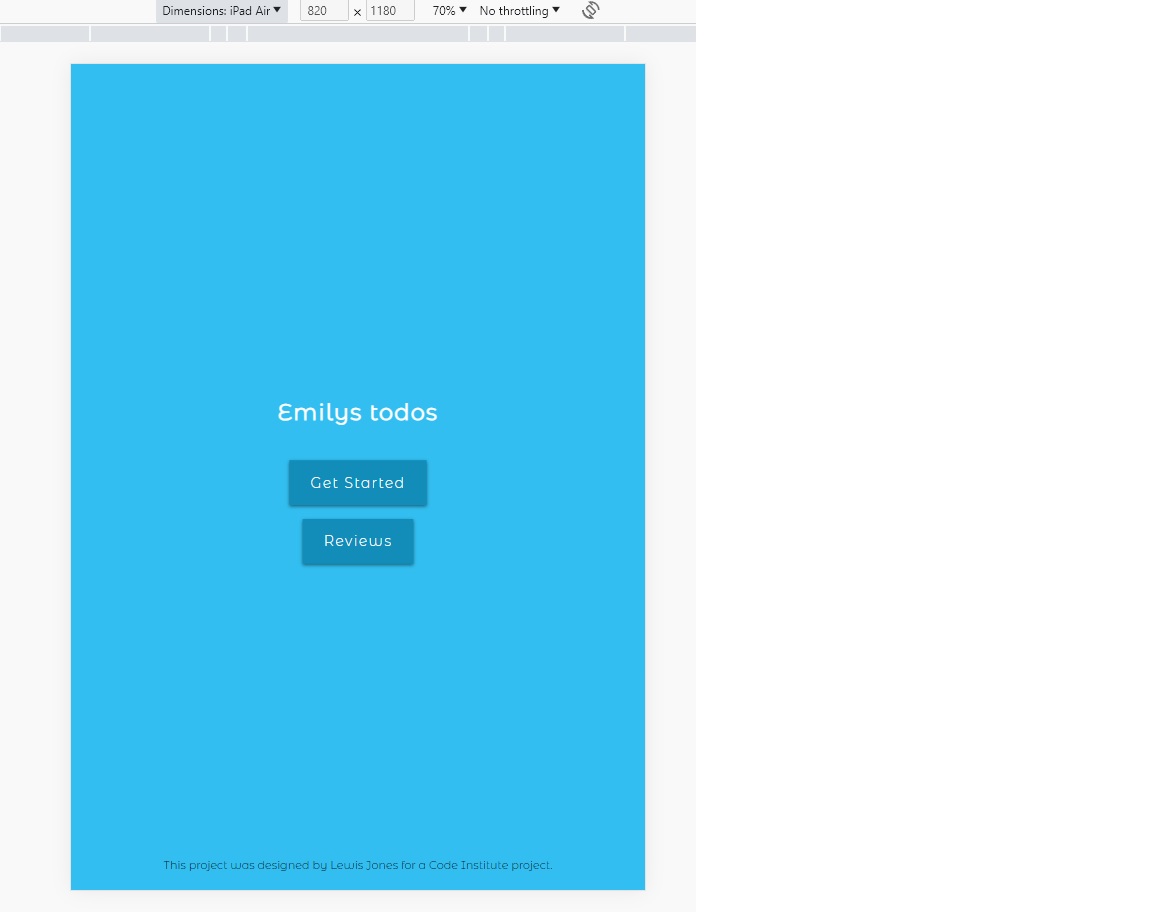 Dimensions: iPad Air 820 × 1180 70% No throttling
Emilys todos
Get Started
Reviews
This project was designed by Lewis Jones for a Code Institute project.